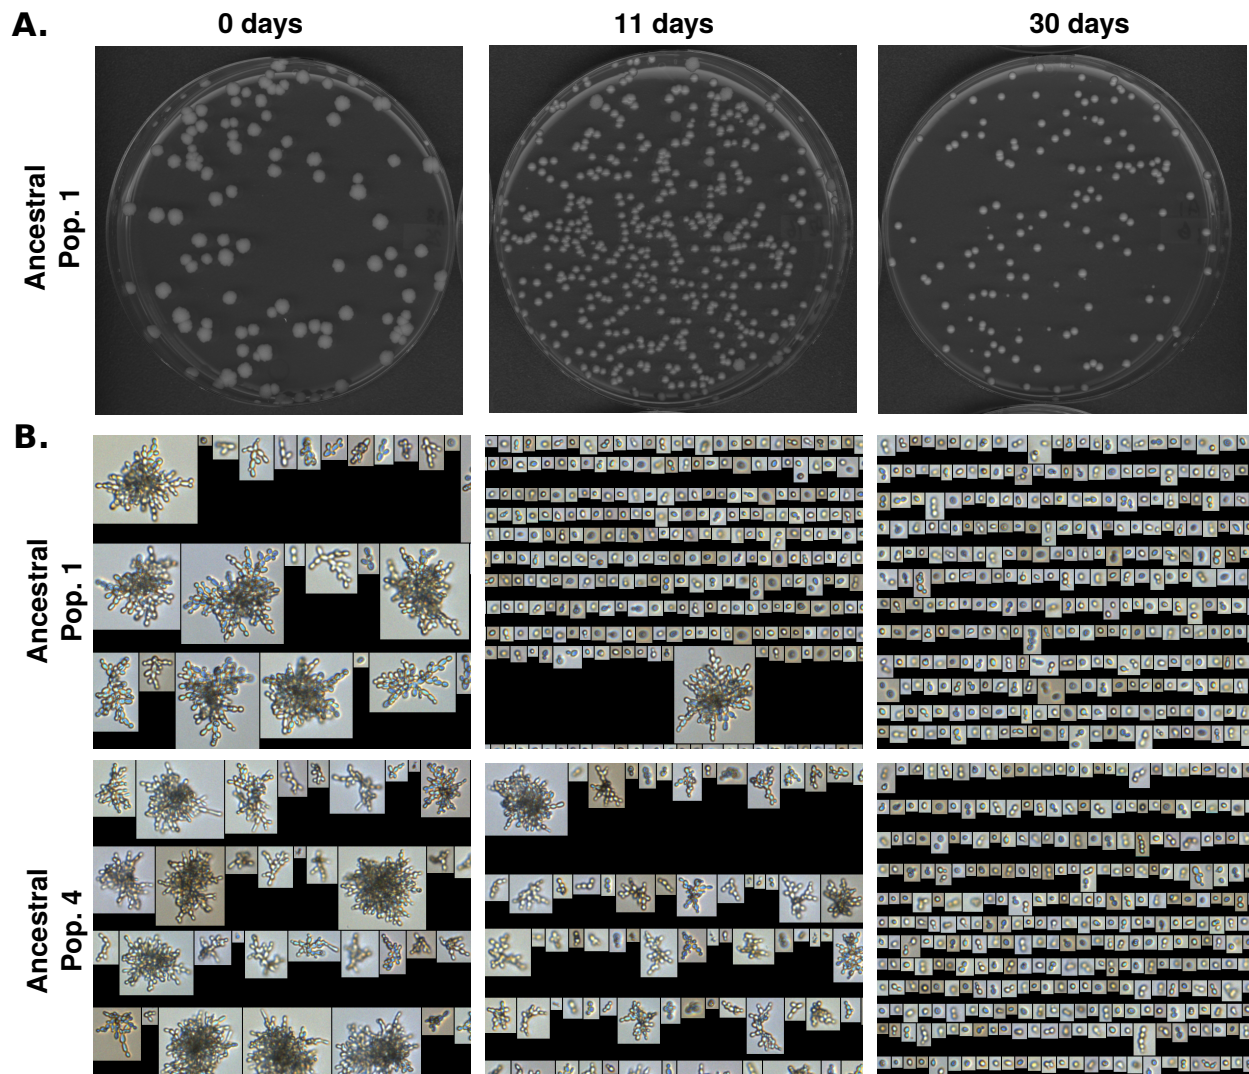 A.
0 days
11 days
30 days
Ancestral
Pop. 1
B.
Ancestral
Pop. 1
Ancestral
Pop. 4